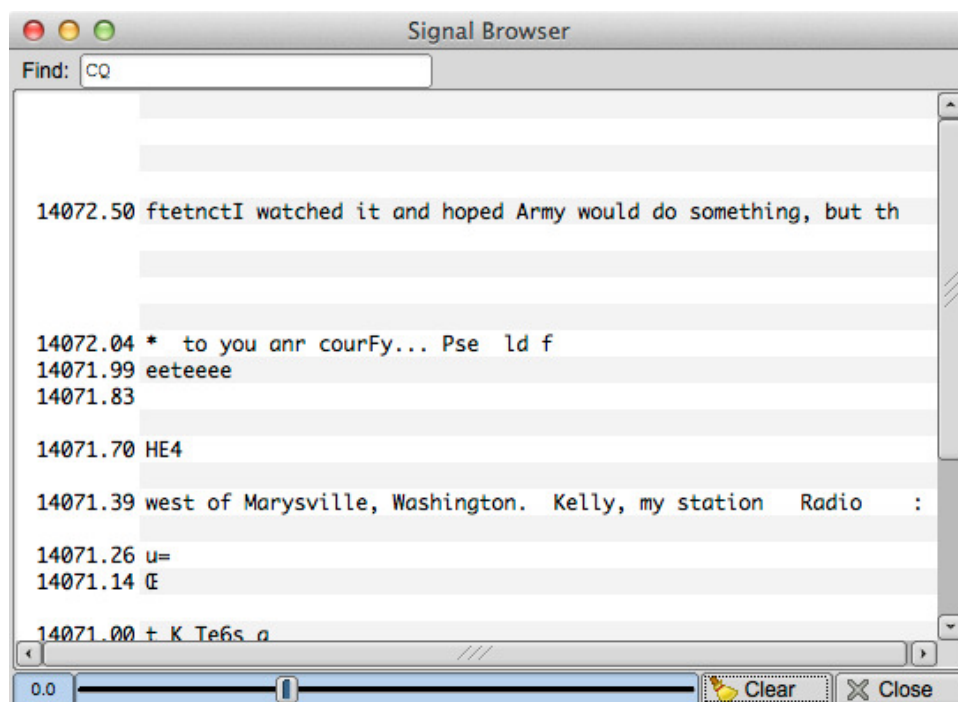 Signal Browser
Find: CQ
14072.50 ftetnctI watched it and hoped Army would do something, but th
14072.04 *  to you anr courFy... Pse  ld f
14071.99 eeteeee
14071.83
14071.70 HE4
14071.39 west of Marysville, Washington.  Kelly, my station   Radio    :
14071.26 u=
14071.14 Œ
14071.00 t K Te6s
0.0 Clear Close